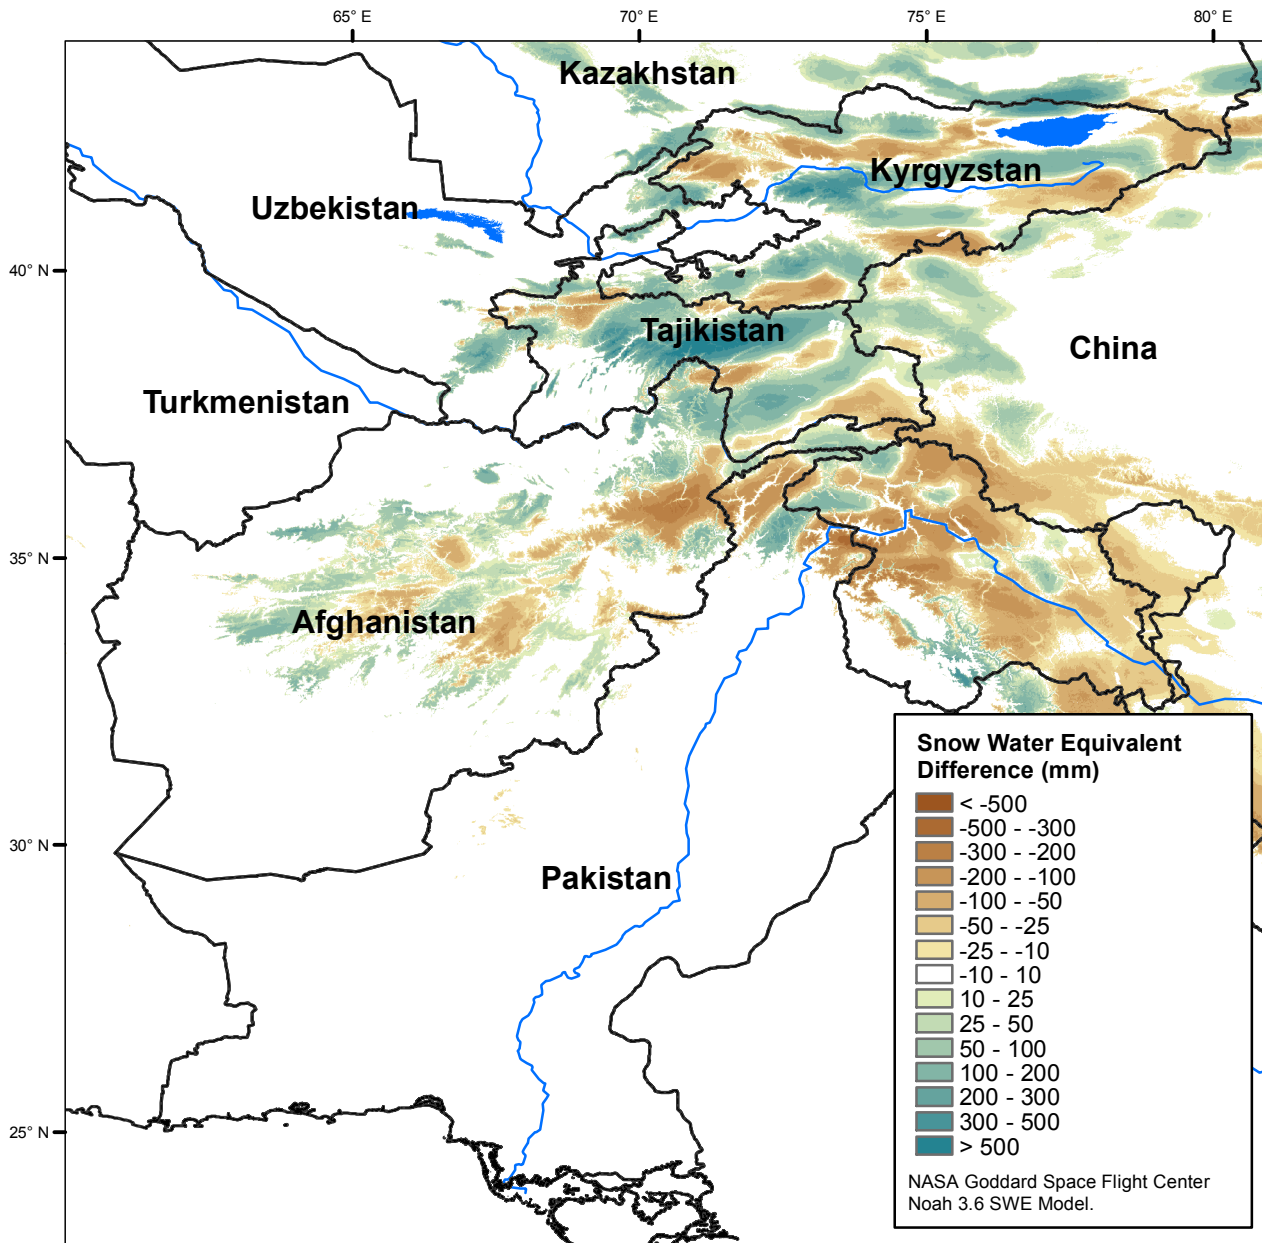 65° E
70° E
75° E
80° E
Kazakhstan
Kyrgyzstan
Uzbekistan
40° N
Tajikistan
China
Turkmenistan
35° N
Afghanistan
30° N
Pakistan
25° N
Snow Water Equivalent
Difference (mm)
< -500
-500 - -300
-300 - -200
-200 - -100
-100 - -50
-50 - -25
-25 - -10
-10 - 10
10 - 25
25 - 50
50 - 100
100 - 200
200 - 300
300 - 500
> 500
NASA Goddard Space Flight Center
Noah 3.6 SWE Model.